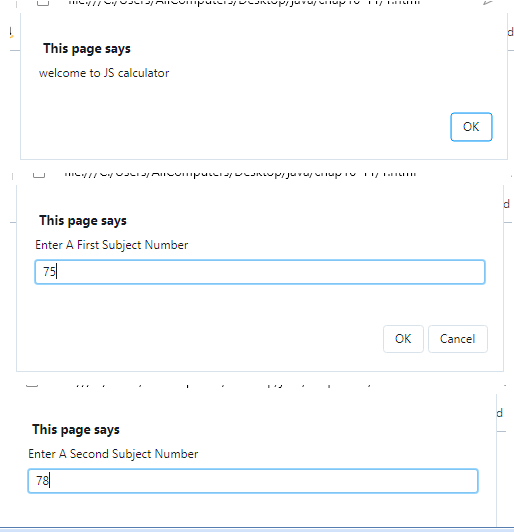 file:///C:/Users/AliComputers/Desktop/java/chap10-11/1.html
This page says
welcome to JS calculator
OK
file:///C:/Users/AliComputers/Desktop/java/chap10-11/1.html
d
This page says
Enter A First Subject Number
75
OK Cancel
d
This page says
Enter A Second Subject Number
78